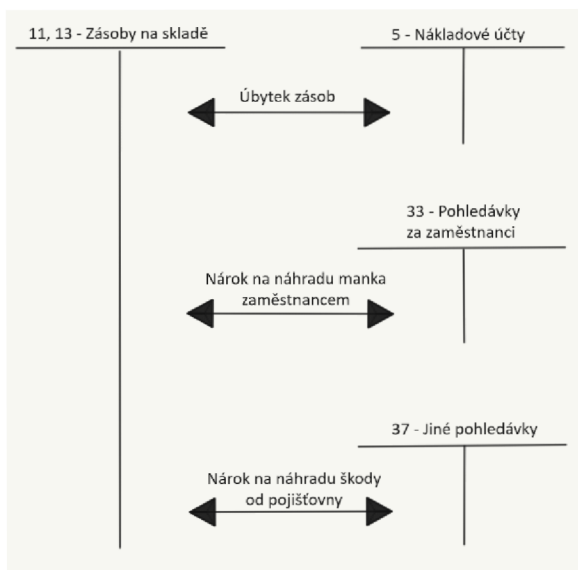 11, 13 - Zásoby na skladě
5 - Nákladové účty
Úbytek zásob
33 - Pohledávky
za zaměstnanci
Nárok na náhradu manka
zaměstnancem
37 - Jiné pohledávky
Nárok na náhradu škody
od pojišťovny